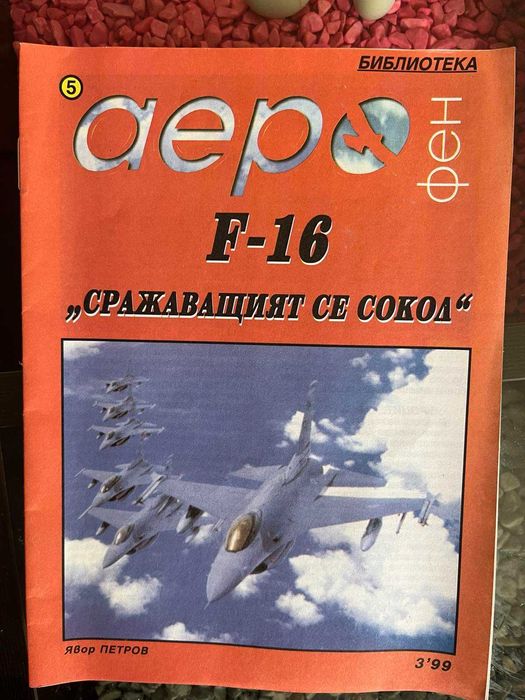 БИБЛИОТЕКА
5
аеро
фен
F-16
„СРАЖАВАЩИЯТ СЕ СОКОЛ“
Явор ПЕТРОВ
3'99